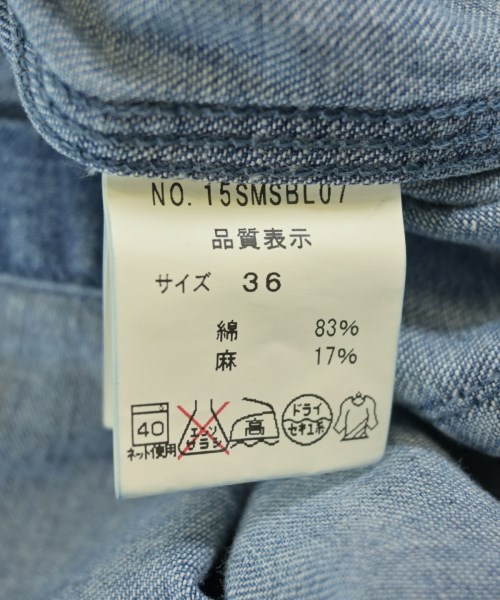 NO. 15SMSBL07
品質表示
サイズ 36
綿 83%
麻 17%
40
ネット使用
エンソ
サラシ
高
ドライ
セキユ系